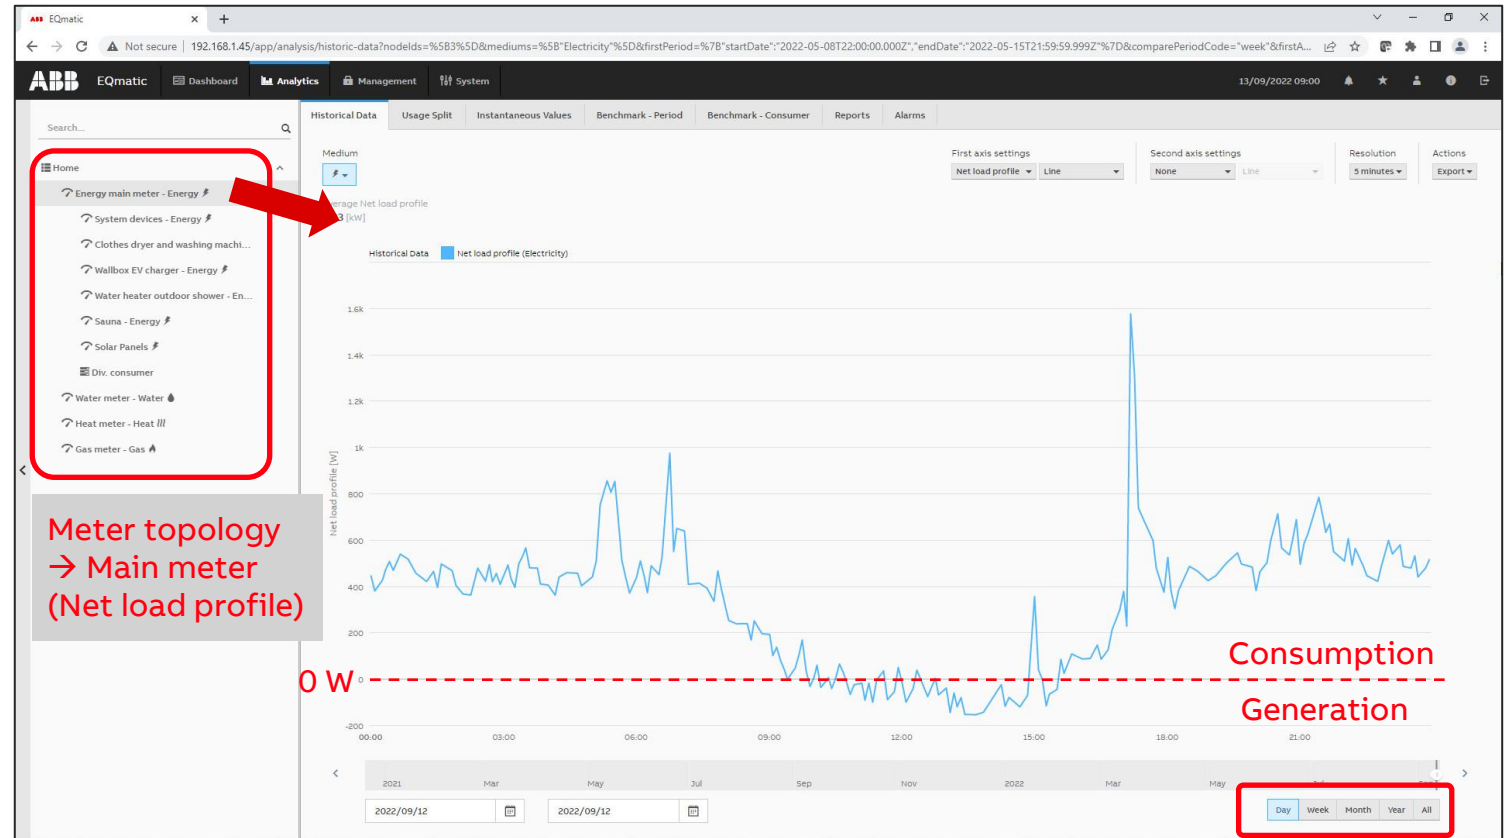 ABB EQmatic
Not secure | 192.168.1.45/app/analysis/historic-data?nodeIds=%5B3%5D&mediums=%5B"Electricity"%5D&firstPeriod=%7B"startDate":"2022-05-08T22:00:00.000Z","endDate":"2022-05-15T21:59:59.999Z"%7D&comparePeriodCode="week"&firstA...
ABB EQmatic Dashboard Analytics Management System 13/09/2022 09:00
Search...
Home
Energy main meter - Energy
System devices - Energy
Clothes dryer and washing machi...
Wallbox EV charger - Energy
Water heater outdoor shower - En...
Sauna - Energy
Solar Panels
Div. consumer
Water meter - Water
Heat meter - Heat
Gas meter - Gas
Meter topology
→ Main meter
(Net load profile)
Historical Data Usage Split Instantaneous Values Benchmark - Period Benchmark - Consumer Reports Alarms
Medium
First axis settings Second axis settings Resolution Actions
Net load profile Line None Line 5 minutes Export
Net load profile
3 [kW]
Historical Data Net load profile (Electricity)
Net load profile [W]
1.6k
1.4k
1.2k
1k
800
600
400
200
0 W 0
-200
Consumption
Generation
00:00 03:00 06:00 09:00 12:00 15:00 18:00 21:00
2021 Mar May Jul Sep Nov 2022 Mar May
2022/09/12 2022/09/12
Day Week Month Year All